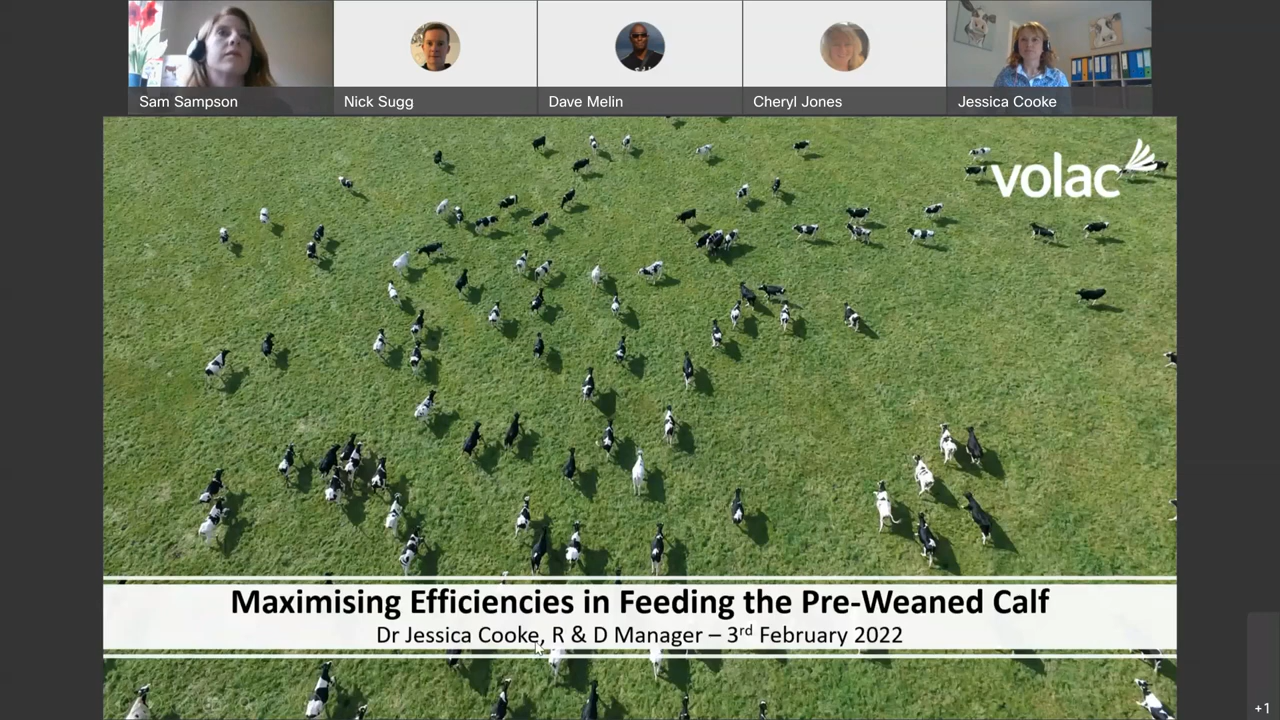 Sam Sampson
Nick Sugg
Dave Melin
Cheryl Jones
Jessica Cooke
volac
Maximising Efficiencies in Feeding the Pre-Weaned Calf
Dr Jessica Cooke, R & D Manager – 3rd February 2022
+1